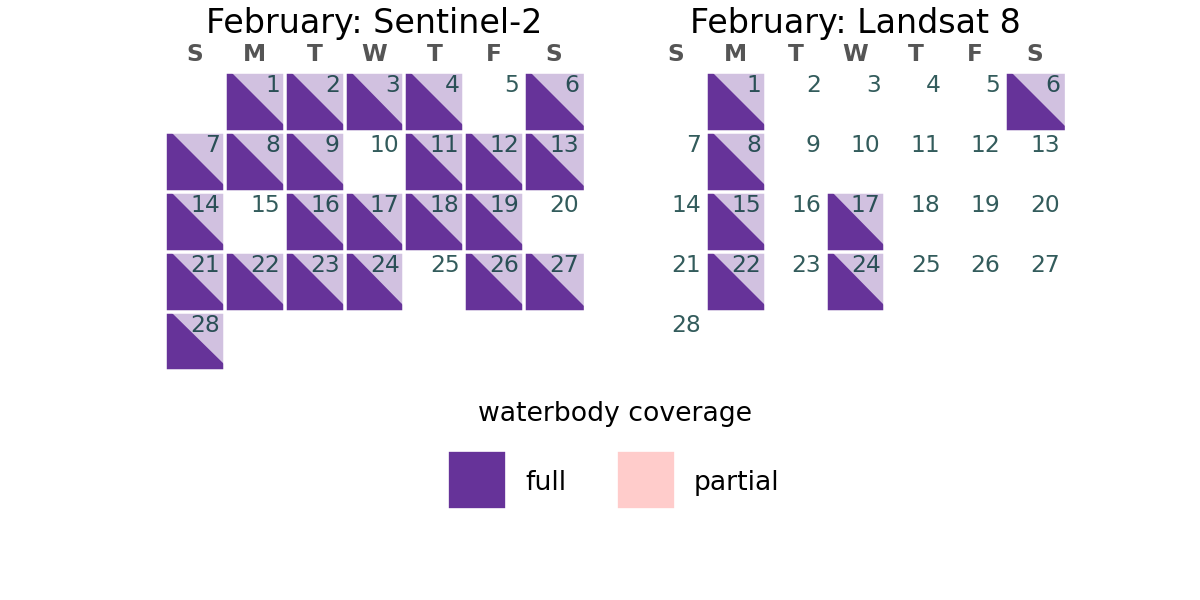 February: Sentinel-2
S M T W T F S
1 2 3 4 5 6
7 8 9 10 11 12 13
14 15 16 17 18 19 20
21 22 23 24 25 26 27
28
February: Landsat 8
S M T W T F S
1 2 3 4 5 6
7 8 9 10 11 12 13
14 15 16 17 18 19 20
21 22 23 24 25 26 27
28
waterbody coverage
full partial